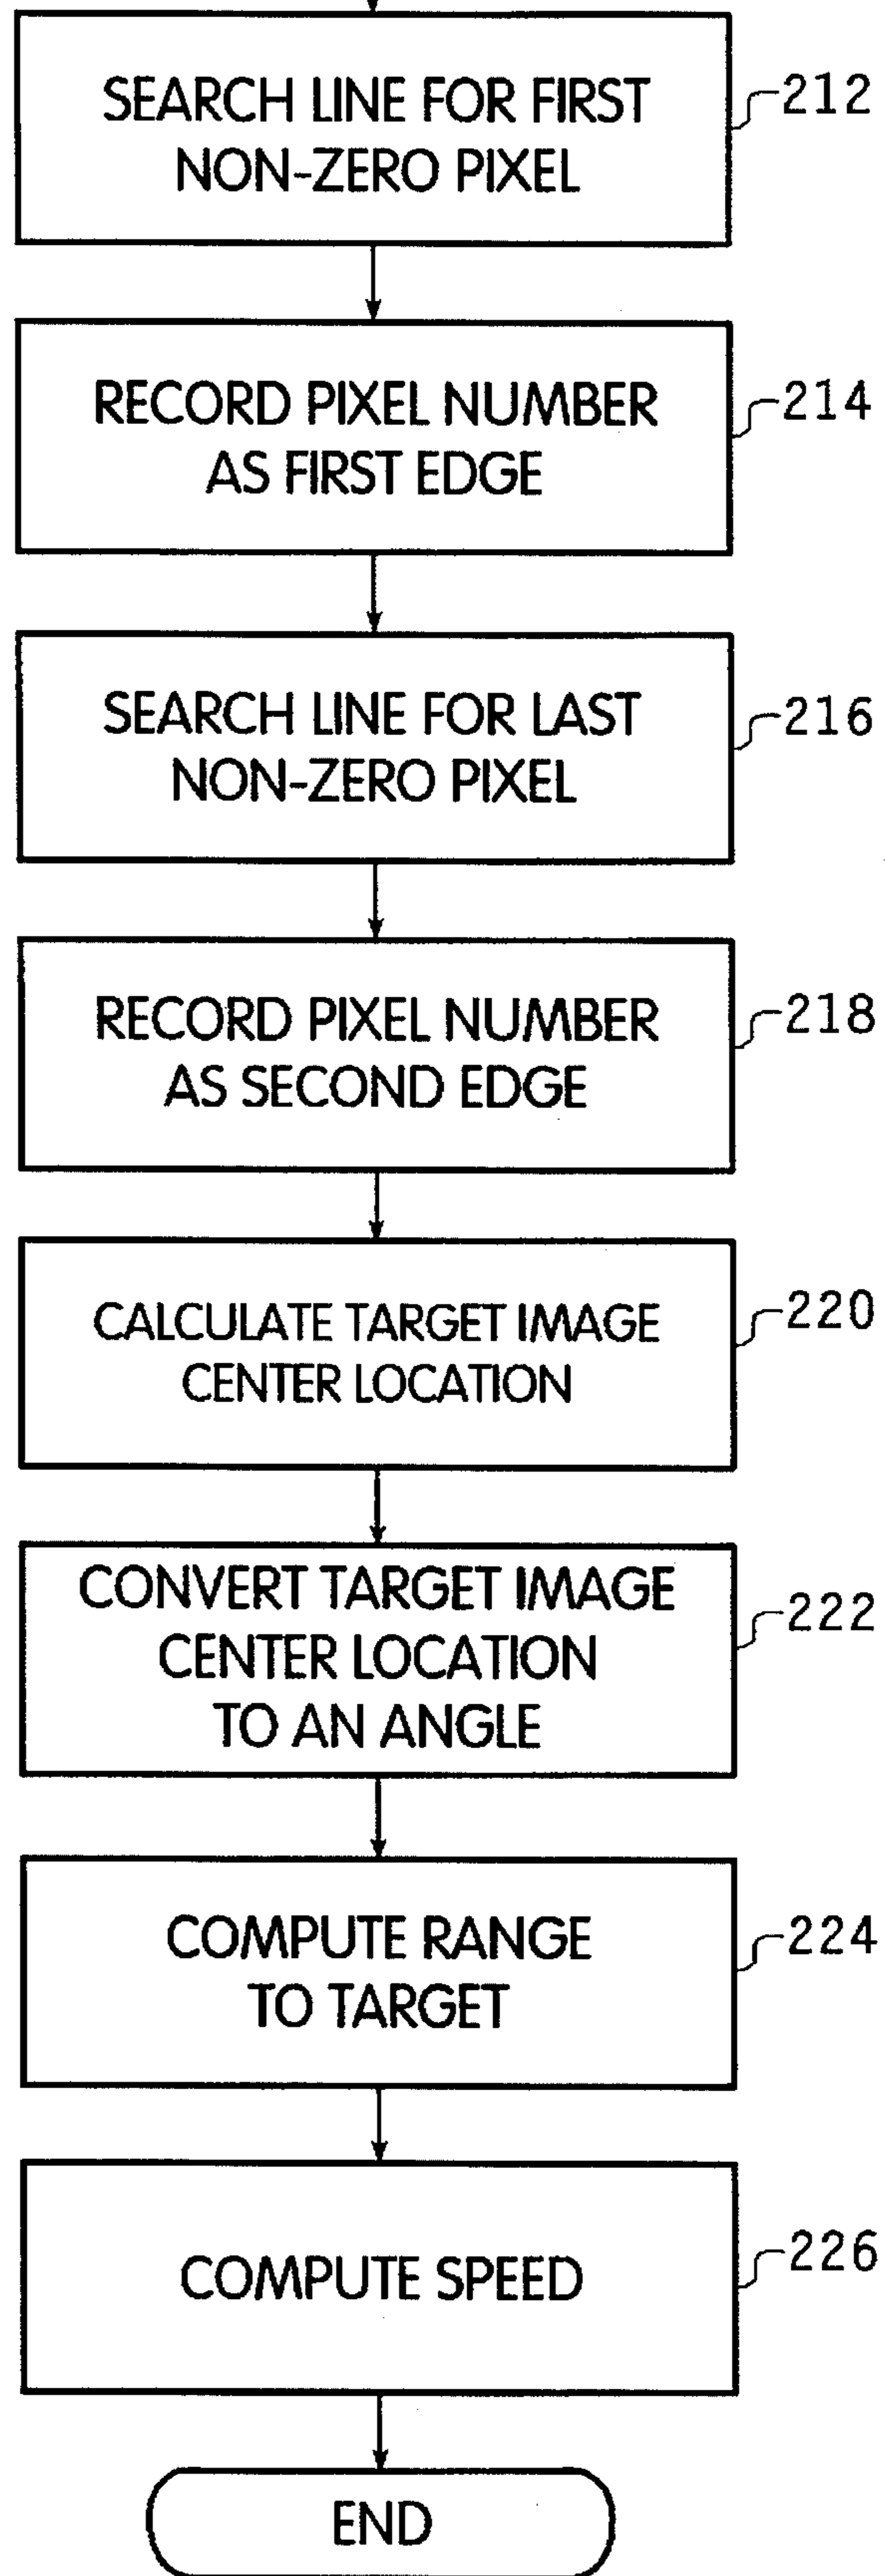 SEARCH LINE FOR FIRST
NON-ZERO PIXEL
212
RECORD PIXEL NUMBER
AS FIRST EDGE
214
SEARCH LINE FOR LAST
NON-ZERO PIXEL
216
RECORD PIXEL NUMBER
AS SECOND EDGE
218
CALCULATE TARGET IMAGE
CENTER LOCATION
220
CONVERT TARGET IMAGE
CENTER LOCATION
TO AN ANGLE
222
COMPUTE RANGE
TO TARGET
224
COMPUTE SPEED
226
END